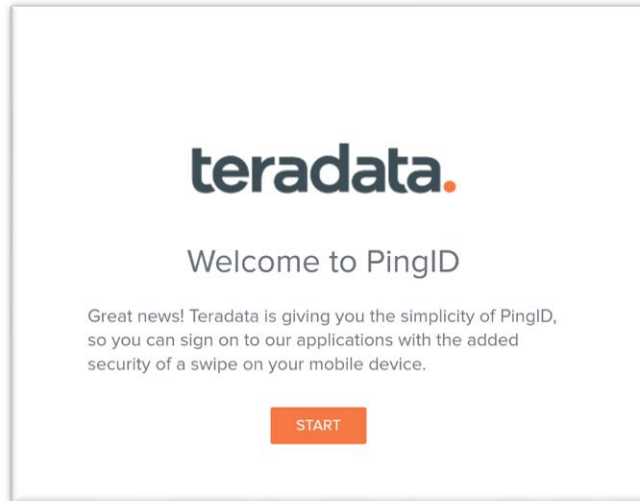 teradata.
Welcome to PingID
Great news! Teradata is giving you the simplicity of PingID,
so you can sign on to our applications with the added
security of a swipe on your mobile device.
START